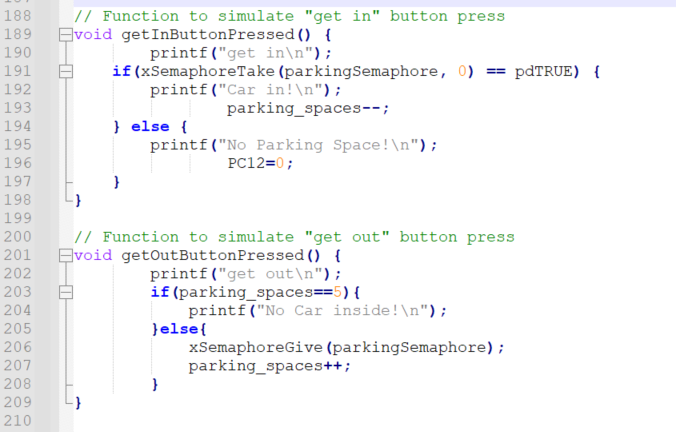 188 // Function to simulate "get in" button press
189 void getInButtonPressed() {
190 printf("get in\n");
191 if(xSemaphoreTake(parkingSemaphore, 0) == pdTRUE) {
192 printf("Car in!\n");
193 parking_spaces--;
194 } else {
195 printf("No Parking Space!\n");
196 PC12=0;
197 }
198 }
199
200 // Function to simulate "get out" button press
201 void getOutButtonPressed() {
202 printf("get out\n");
203 if(parking_spaces==5){
204 printf("No Car inside!\n");
205 }else{
206 xSemaphoreGive(parkingSemaphore);
207 parking_spaces++;
208 }
209 }
210